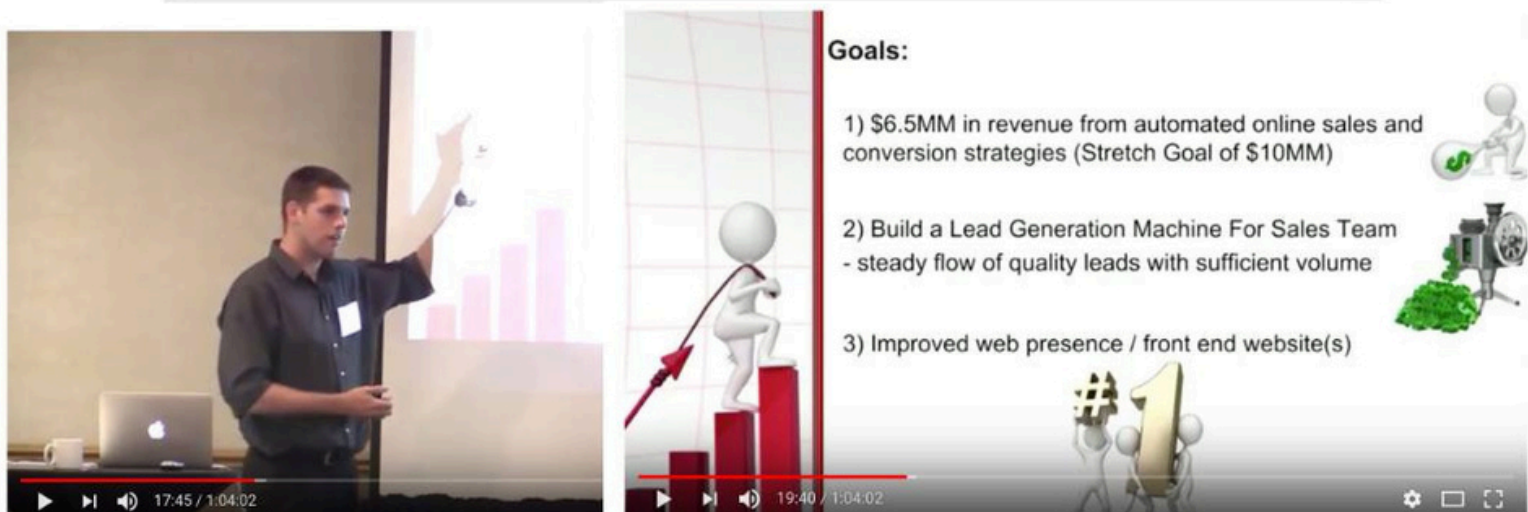 17:45 / 1:04:02
Goals:
1) $6.5MM in revenue from automated online sales and
conversion strategies (Stretch Goal of $10MM)
2) Build a Lead Generation Machine For Sales Team
- steady flow of quality leads with sufficient volume
3) Improved web presence / front end website(s)
#1
19:40 / 1:04:02